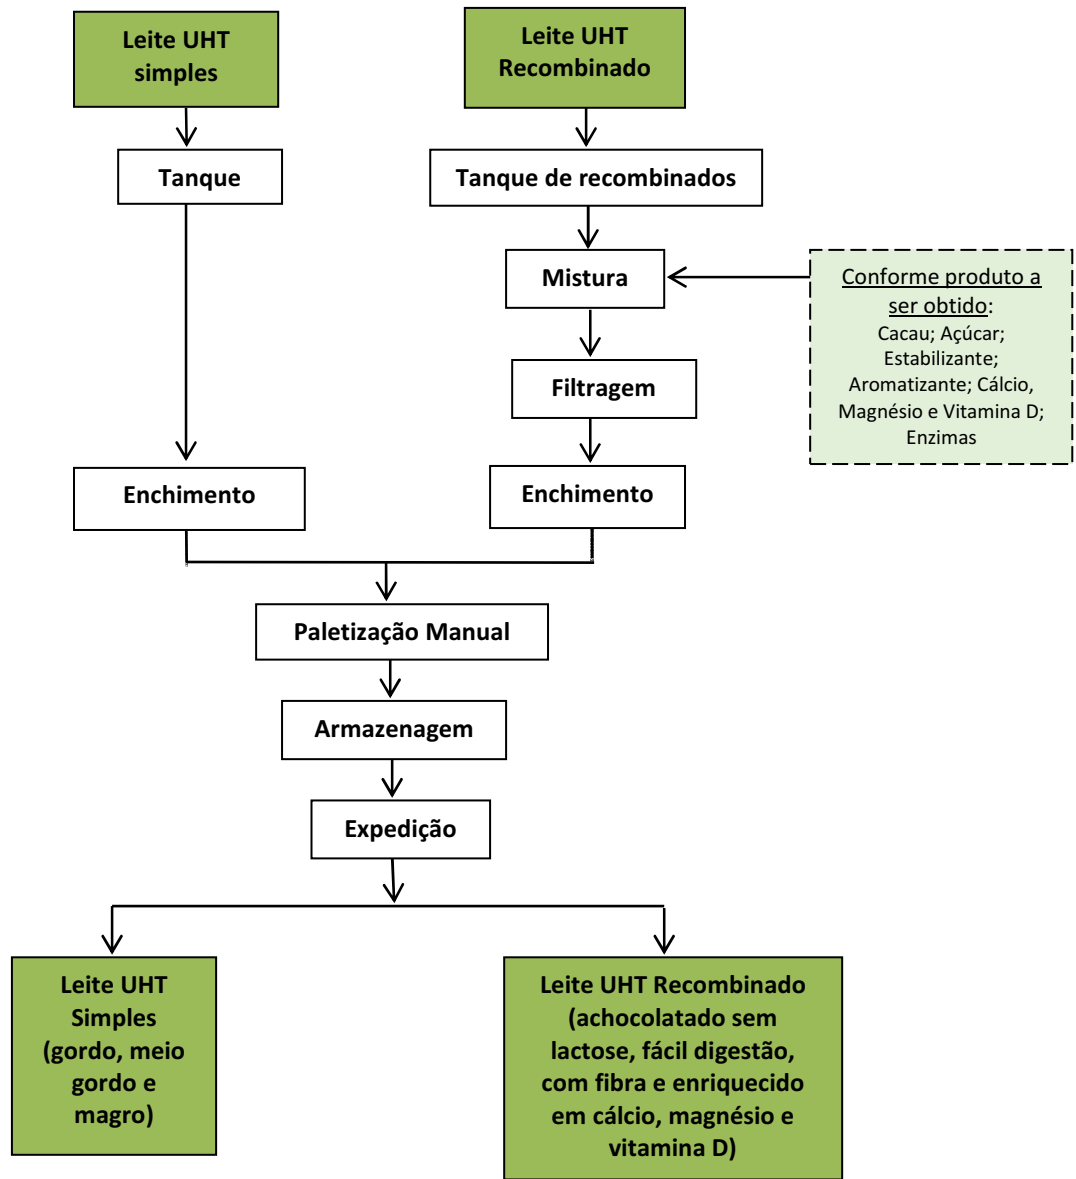 Leite UHT
simples
Leite UHT
Recombinado
Tanque
Tanque de recombinados
Mistura
Conforme produto a
ser obtido:
Cacau; Açúcar;
Estabilizante;
Aromatizante; Cálcio,
Magnésio e Vitamina D;
Enzimas
Filtragem
Enchimento
Enchimento
Paletização Manual
Armazenagem
Expedição
Leite UHT
Simples
(gordo, meio
gordo e
magro)
Leite UHT Recombinado
(achocolatado sem
lactose, fácil digestão,
com fibra e enriquecido
em cálcio, magnésio e
vitamina D)